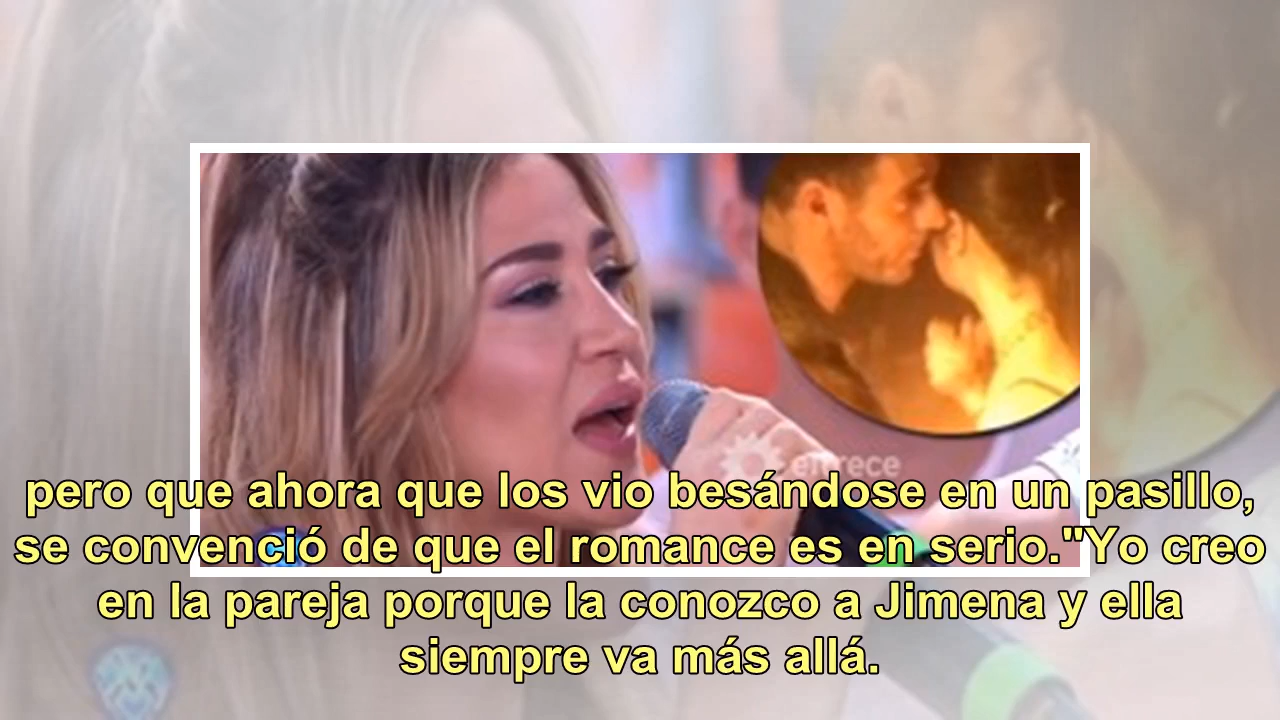 entrece
pero que ahora que los vio besándose en un pasillo,
se convenció de que el romance es en serio."Yo creo
en la pareja porque la conozco a Jimena y ella
siempre va más allá.